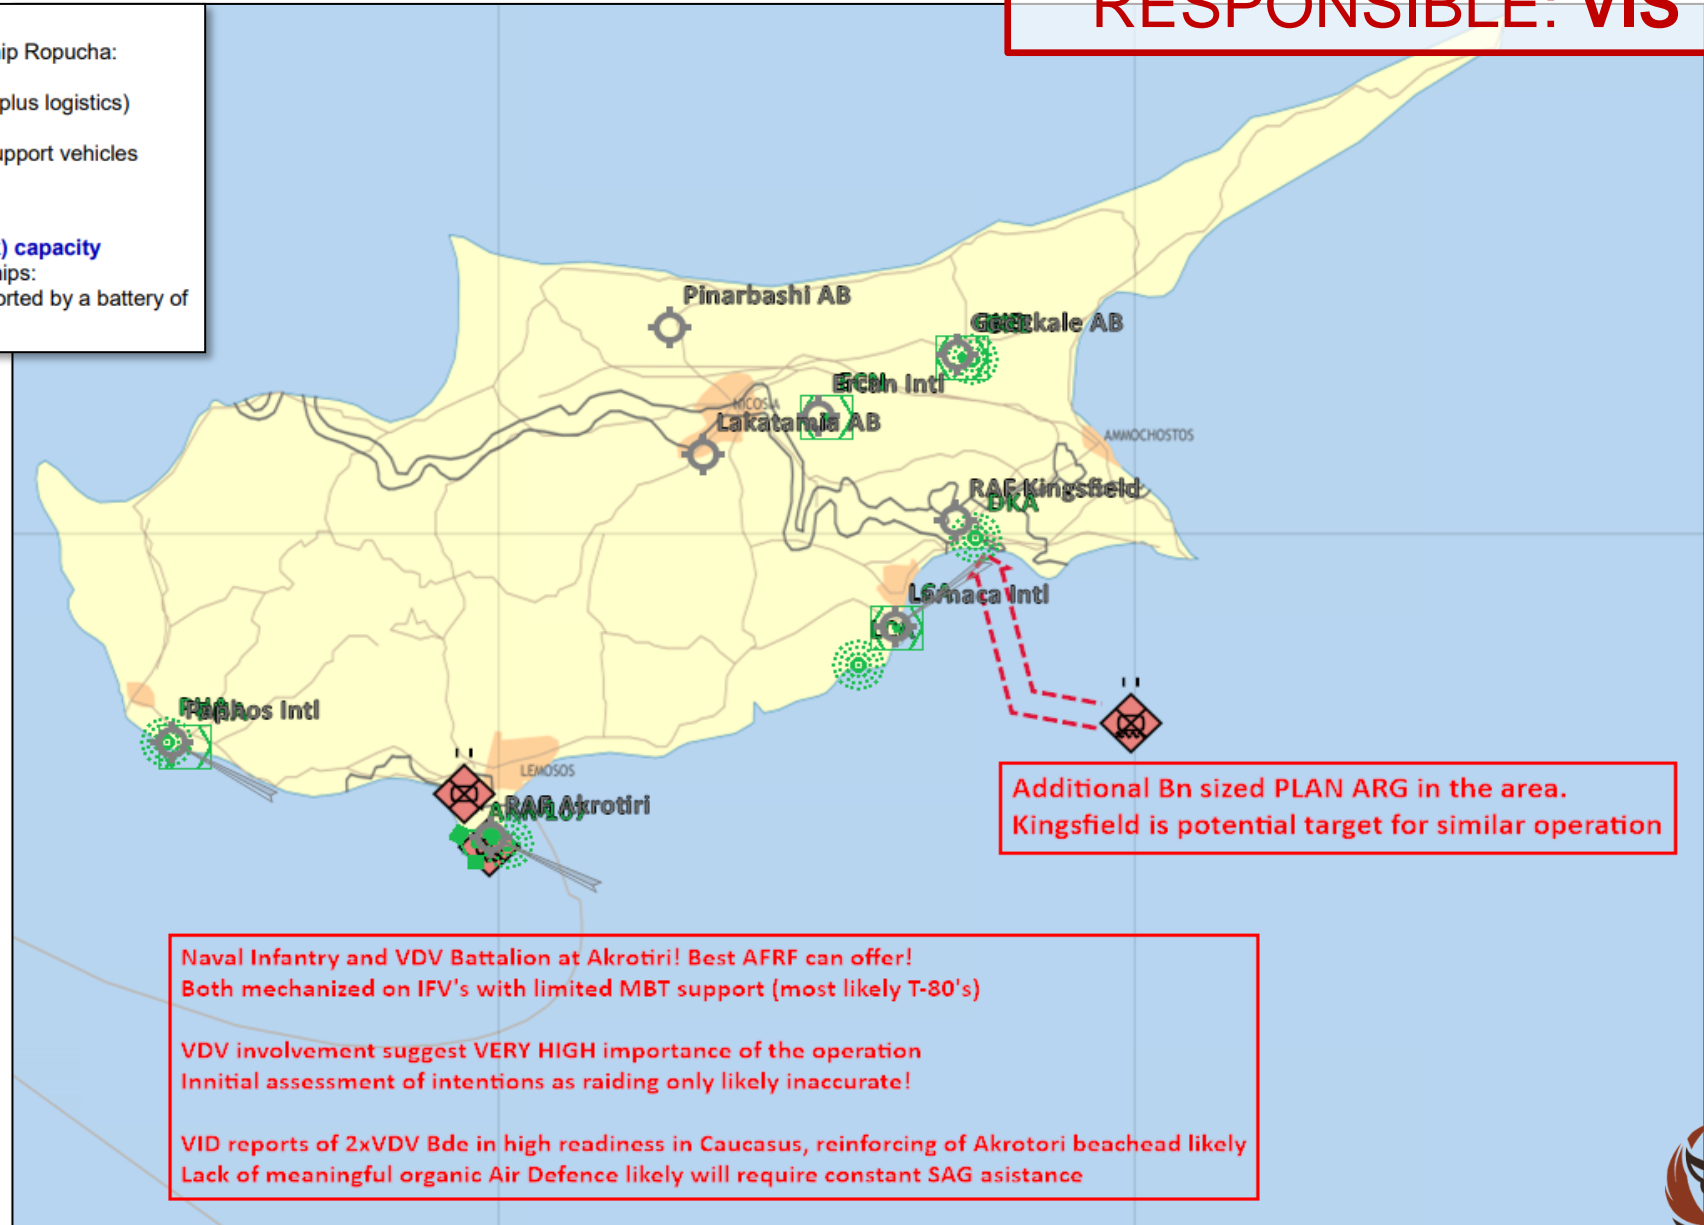 RESPONSIBLE: VIS
ip Ropucha:
plus logistics)
upport vehicles
) capacity
hips:
orted by a battery of
Pinarbashi AB
Gecitkale AB
Ercan Intl
NICOSIA
Lakatamia AB
AMMOCHOSTOS
RAF Kingsfield
DKA
Larnaca Intl
LCA
Paphos Intl
LEMOSOS
RAF Akrotiri
Additional Bn sized PLAN ARG in the area.
Kingsfield is potential target for similar operation
Naval Infantry and VDV Battalion at Akrotiri! Best AFRF can offer!
Both mechanized on IFV's with limited MBT support (most likely T-80's)
VDV involvement suggest VERY HIGH importance of the operation
Innitial assessment of intentions as raiding only likely inaccurate!
VID reports of 2xVDV Bde in high readiness in Caucasus, reinforcing of Akrotori beachead likely
Lack of meaningful organic Air Defence likely will require constant SAG asistance